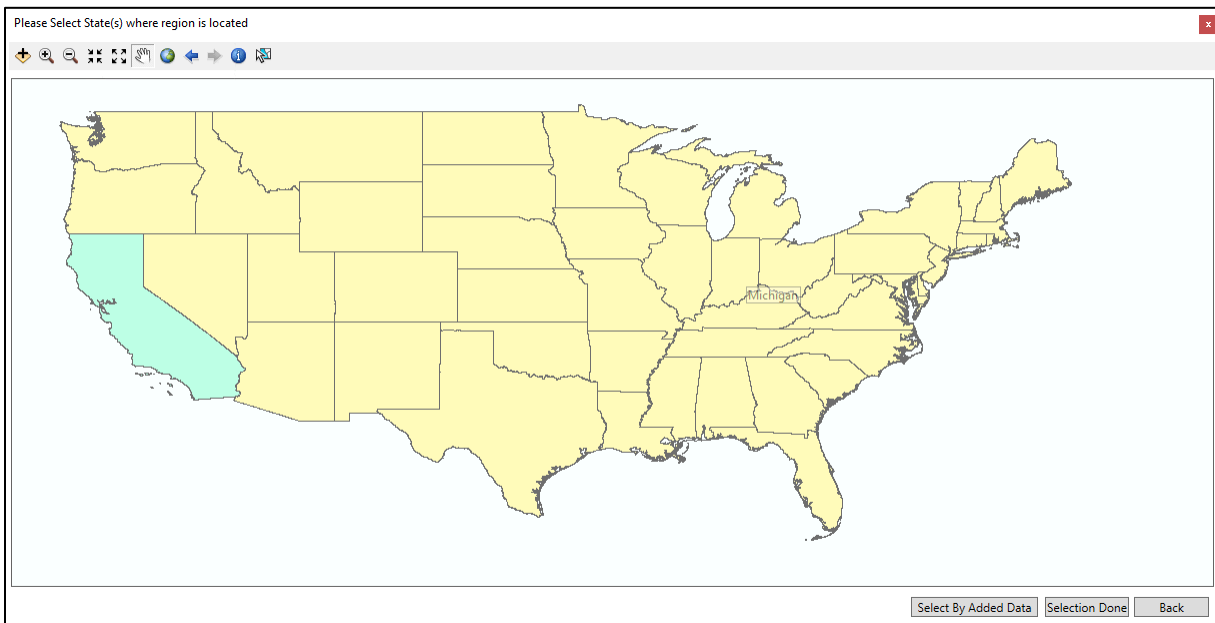 Please Select State(s) where region is located
x
Michigan
Select By Added Data
Selection Done
Back